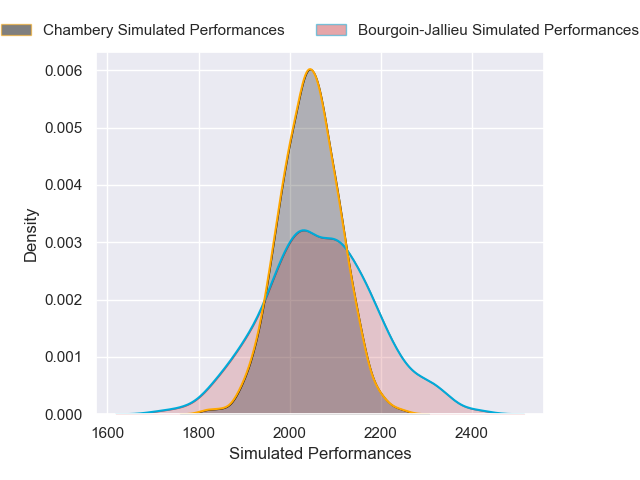 Chambery Simulated Performances
Bourgoin-Jallieu Simulated Performances
0.006
0.005
0.004
0.003
0.002
0.001
0.000
Density
1600 1800 2000 2200 2400
Simulated Performances